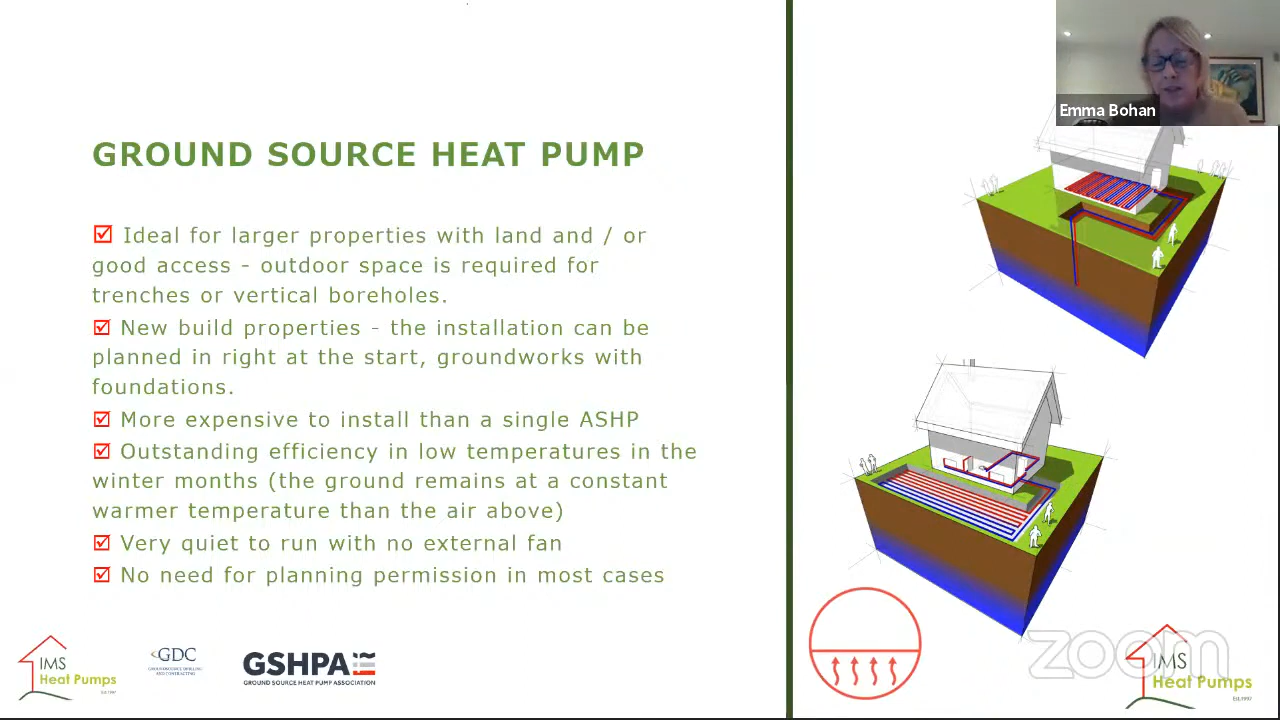 Emma Bohan
GROUND SOURCE HEAT PUMP
Ideal for larger properties with land and / or
good access - outdoor space is required for
trenches or vertical boreholes.
New build properties - the installation can be
planned in right at the start, groundworks with
foundations.
More expensive to install than a single ASHP
Outstanding efficiency in low temperatures in the
winter months (the ground remains at a constant
warmer temperature than the air above)
Very quiet to run with no external fan
No need for planning permission in most cases
IMS
Heat Pumps
Est.1997
GDC
GSHPA
GROUND SOURCE HEAT PUMP ASSOCIATION
zoom
IMS
Heat Pumps
Est.1997